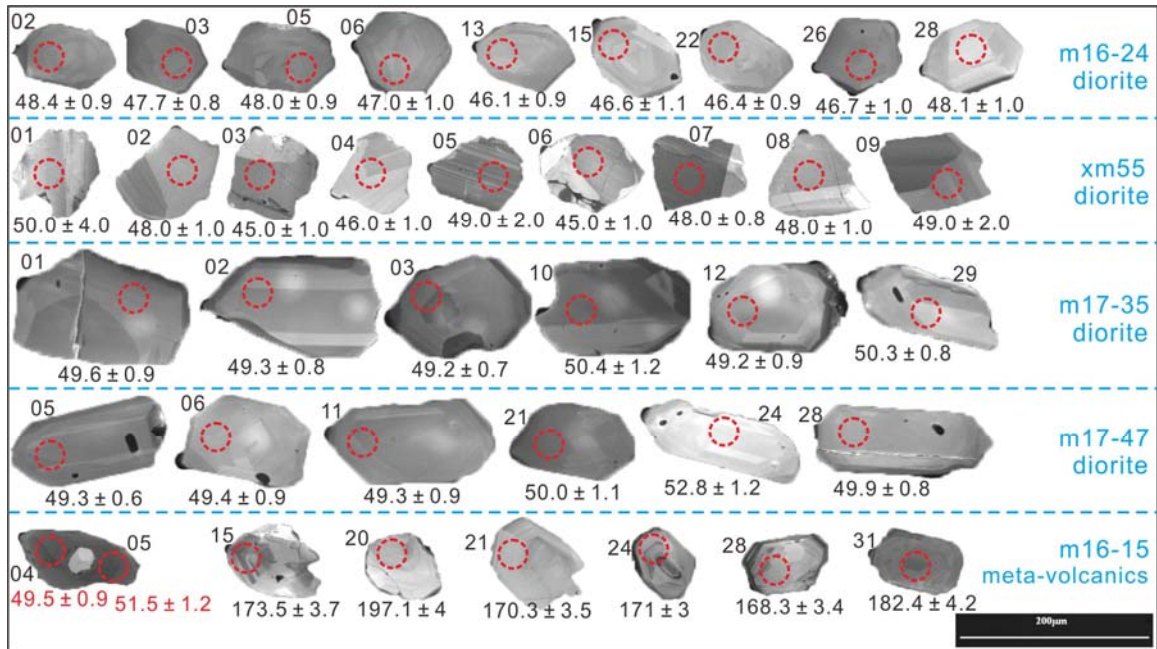 02 03 05 06 13 15 22 26 28
48.4 ± 0.9 47.7 ± 0.8 48.0 ± 0.9 47.0 ± 1.0 46.1 ± 0.9 46.6 ± 1.1 46.4 ± 0.9 46.7 ± 1.0 48.1 ± 1.0
m16-24
diorite
01 02 03 04 05 06 07 08 09
50.0 ± 4.0 48.0 ± 1.0 45.0 ± 1.0 46.0 ± 1.0 49.0 ± 2.0 45.0 ± 1.0 48.0 ± 0.8 48.0 ± 1.0 49.0 ± 2.0
xm55
diorite
01 02 03 10 12 29
49.6 ± 0.9 49.3 ± 0.8 49.2 ± 0.7 50.4 ± 1.2 49.2 ± 0.9 50.3 ± 0.8
m17-35
diorite
05 06 11 21 24 28
49.3 ± 0.6 49.4 ± 0.9 49.3 ± 0.9 50.0 ± 1.1 52.8 ± 1.2 49.9 ± 0.8
m17-47
diorite
04 05 15 20 21 24 28 31
49.5 ± 0.9 51.5 ± 1.2 173.5 ± 3.7 197.1 ± 4 170.3 ± 3.5 171 ± 3 168.3 ± 3.4 182.4 ± 4.2
m16-15
meta-volcanics
200μm